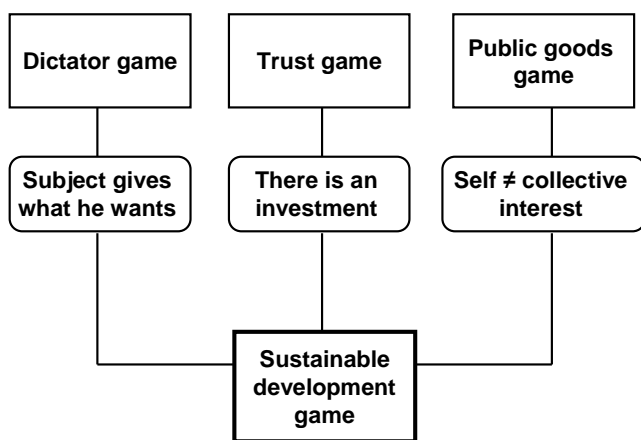 Dictator game
Trust game
Public goods
game
Subject gives
what he wants
There is an
investment
Self ≠ collective
interest
Sustainable
development
game